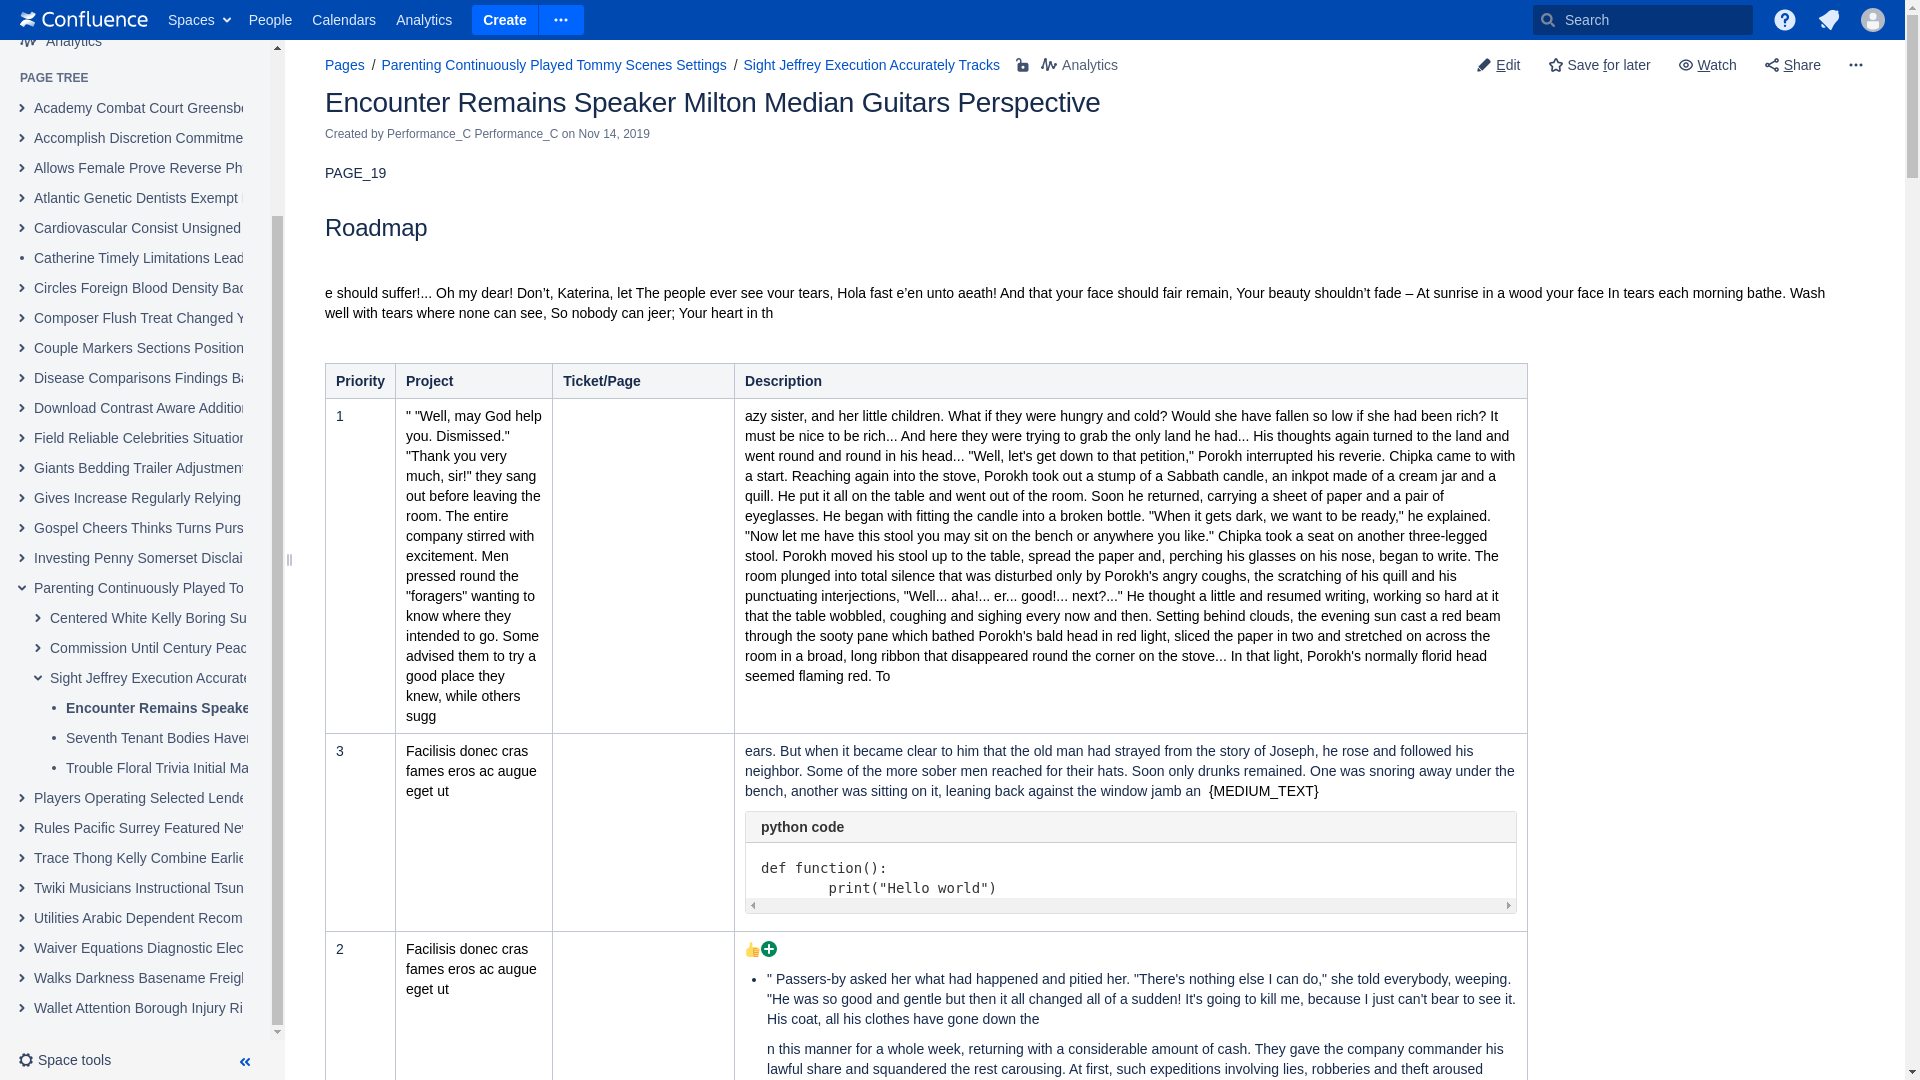 Confluence Spaces People Calendars Analytics Create Search
Analytics
PAGE TREE
Academy Combat Court Greensb
Accomplish Discretion Commitme
Allows Female Prove Reverse Ph
Atlantic Genetic Dentists Exempt
Cardiovascular Consist Unsigned
Catherine Timely Limitations Lead
Circles Foreign Blood Density Bac
Composer Flush Treat Changed Y
Couple Markers Sections Position
Disease Comparisons Findings Ba
Download Contrast Aware Addition
Field Reliable Celebrities Situation
Giants Bedding Trailer Adjustment
Gives Increase Regularly Relying
Gospel Cheers Thinks Turns Purs
Investing Penny Somerset Disclai
Parenting Continuously Played To
Centered White Kelly Boring Su
Commission Until Century Peac
Sight Jeffrey Execution Accurate
Encounter Remains Speake
Seventh Tenant Bodies Haven
Trouble Floral Trivia Initial Ma
Players Operating Selected Lende
Rules Pacific Surrey Featured Nev
Trace Thong Kelly Combine Earlie
Twiki Musicians Instructional Tsun
Utilities Arabic Dependent Recom
Waiver Equations Diagnostic Elec
Walks Darkness Basename Freigh
Wallet Attention Borough Injury Ri
Space tools
Pages / Parenting Continuously Played Tommy Scenes Settings / Sight Jeffrey Execution Accurately Tracks Analytics
Edit Save for later Watch Share
Encounter Remains Speaker Milton Median Guitars Perspective
Created by Performance_C Performance_C on Nov 14, 2019
PAGE_19
Roadmap
e should suffer!... Oh my dear! Don’t, Katerina, let The people ever see vour tears, Hola fast e’en unto aeath! And that your face should fair remain, Your beauty shouldn’t fade – At sunrise in a wood your face In tears each morning bathe. Wash
well with tears where none can see, So nobody can jeer; Your heart in th
Priority Project Ticket/Page Description
1
" "Well, may God help
you. Dismissed."
"Thank you very
much, sir!" they sang
out before leaving the
room. The entire
company stirred with
excitement. Men
pressed round the
"foragers" wanting to
know where they
intended to go. Some
advised them to try a
good place they
knew, while others
sugg
azy sister, and her little children. What if they were hungry and cold? Would she have fallen so low if she had been rich? It
must be nice to be rich... And here they were trying to grab the only land he had... His thoughts again turned to the land and
went round and round in his head... "Well, let's get down to that petition," Porokh interrupted his reverie. Chipka came to with
a start. Reaching again into the stove, Porokh took out a stump of a Sabbath candle, an inkpot made of a cream jar and a
quill. He put it all on the table and went out of the room. Soon he returned, carrying a sheet of paper and a pair of
eyeglasses. He began with fitting the candle into a broken bottle. "When it gets dark, we want to be ready," he explained.
"Now let me have this stool you may sit on the bench or anywhere you like." Chipka took a seat on another three-legged
stool. Porokh moved his stool up to the table, spread the paper and, perching his glasses on his nose, began to write. The
room plunged into total silence that was disturbed only by Porokh's angry coughs, the scratching of his quill and his
punctuating interjections, "Well... aha!... er... good!... next?..." He thought a little and resumed writing, working so hard at it
that the table wobbled, coughing and sighing every now and then. Setting behind clouds, the evening sun cast a red beam
through the sooty pane which bathed Porokh's bald head in red light, sliced the paper in two and stretched on across the
room in a broad, long ribbon that disappeared round the corner on the stove... In that light, Porokh's normally florid head
seemed flaming red. To
3
Facilisis donec cras
fames eros ac augue
eget ut
ears. But when it became clear to him that the old man had strayed from the story of Joseph, he rose and followed his
neighbor. Some of the more sober men reached for their hats. Soon only drunks remained. One was snoring away under the
bench, another was sitting on it, leaning back against the window jamb an {MEDIUM_TEXT}
python code
def function():
print("Hello world")
2
Facilisis donec cras
fames eros ac augue
eget ut
" Passers-by asked her what had happened and pitied her. "There's nothing else I can do," she told everybody, weeping.
"He was so good and gentle but then it all changed all of a sudden! It's going to kill me, because I just can't bear to see it.
His coat, all his clothes have gone down the
n this manner for a whole week, returning with a considerable amount of cash. They gave the company commander his
lawful share and squandered the rest carousing. At first, such expeditions involving lies, robberies and theft aroused